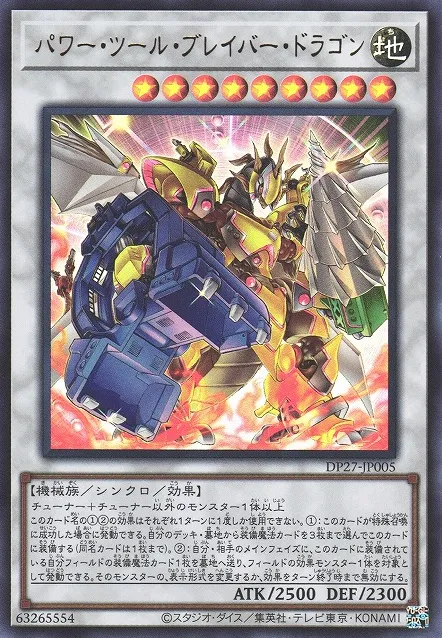 パワー・ツール・ブレイバー・ドラゴン
地
DP27-JP005
【機械族／シンクロ／効果】
チューナー＋チューナー以外のモンスター1体以上
このカード名の①②の効果はそれぞれ1ターンに1度しか使用できない。①：このカードが特殊召喚
に成功した場合に発動できる。自分のデッキ・墓地から装備魔法カードを3枚まで選んでこのカード
に装備する（同名カードは1枚まで）。②：自分・相手のメインフェイズに、このカードに装備されて
いる自分フィールドの装備魔法カード1枚を墓地へ送り、フィールドの効果モンスター1体を対象と
して発動できる。そのモンスターの、表示形式を変更するか、効果をターン終了時まで無効にする。
ATK/2500 DEF/2300
63265554
©スタジオ・ダイス/集英社・テレビ東京・KONAMI